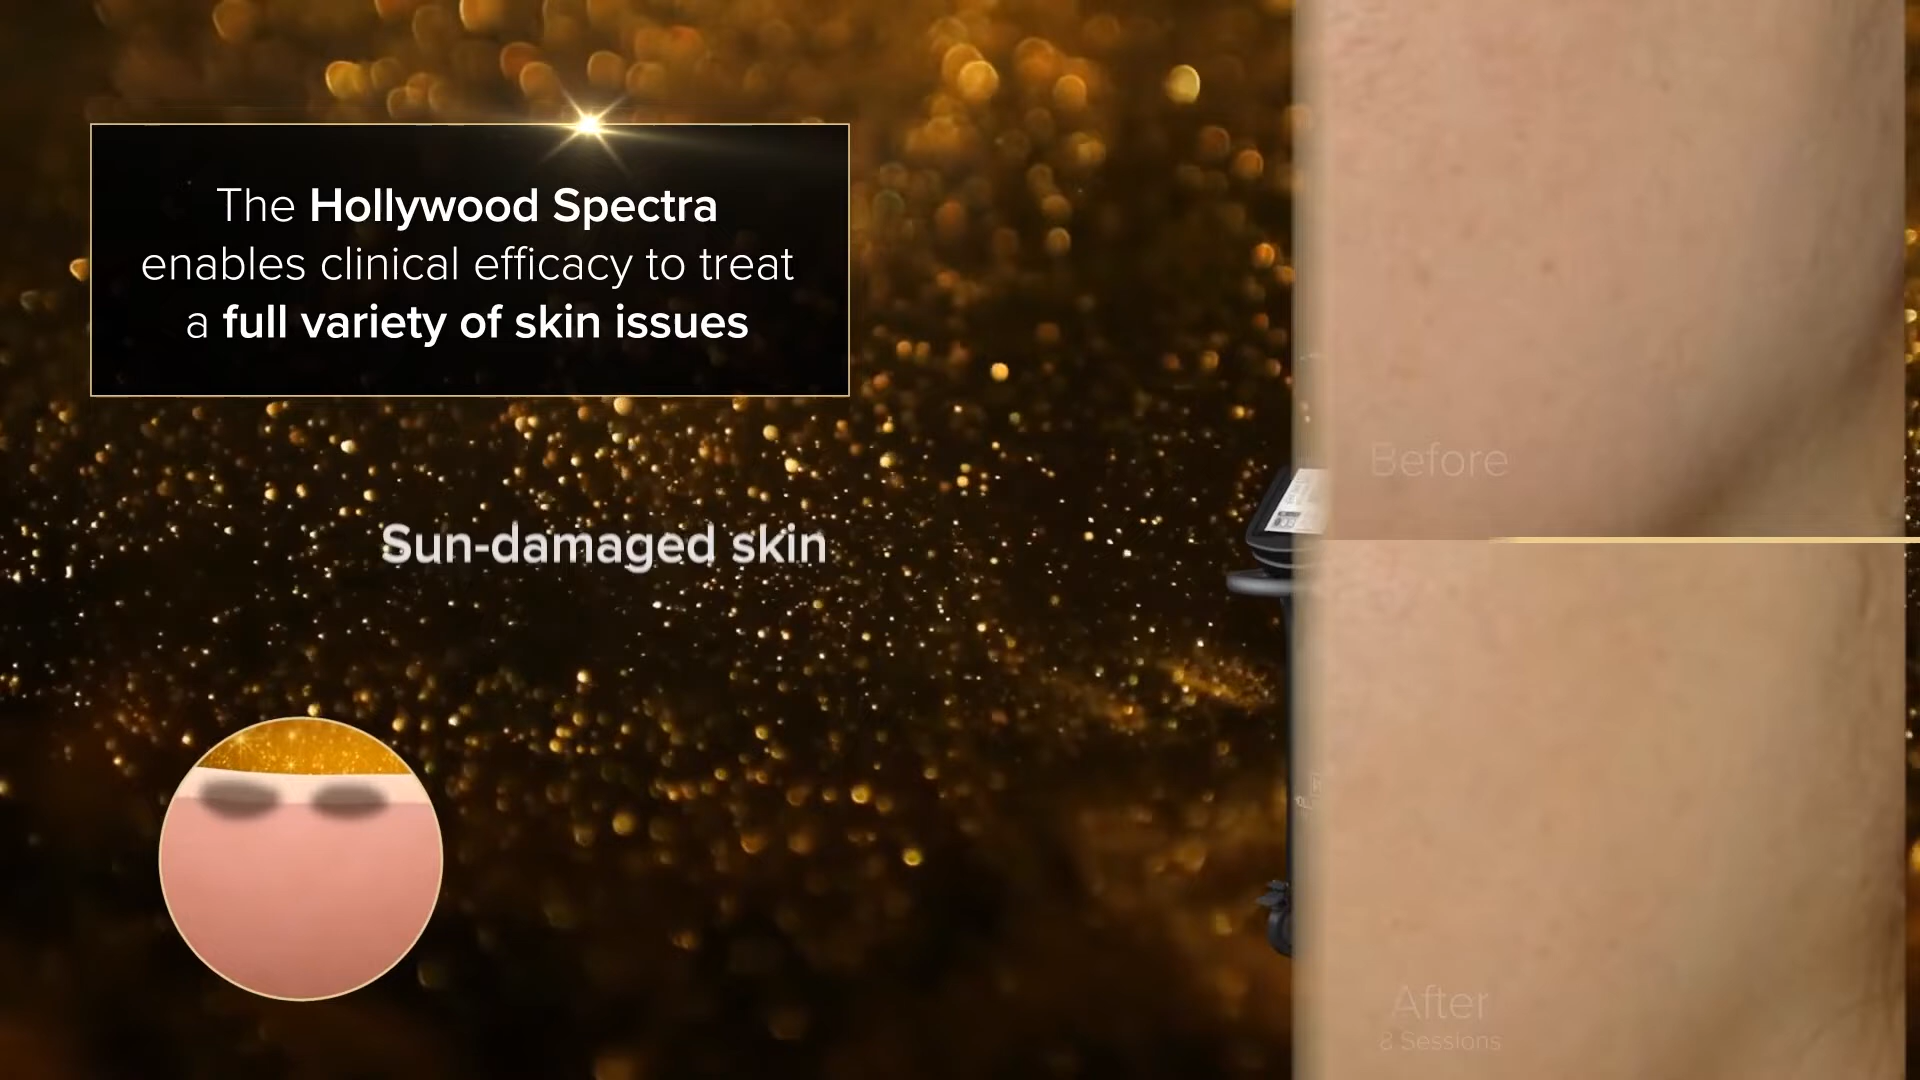 The Hollywood Spectra
enables clinical efficacy to treat
a full variety of skin issues
Sun-damaged skin
Before
After
8 Sessions